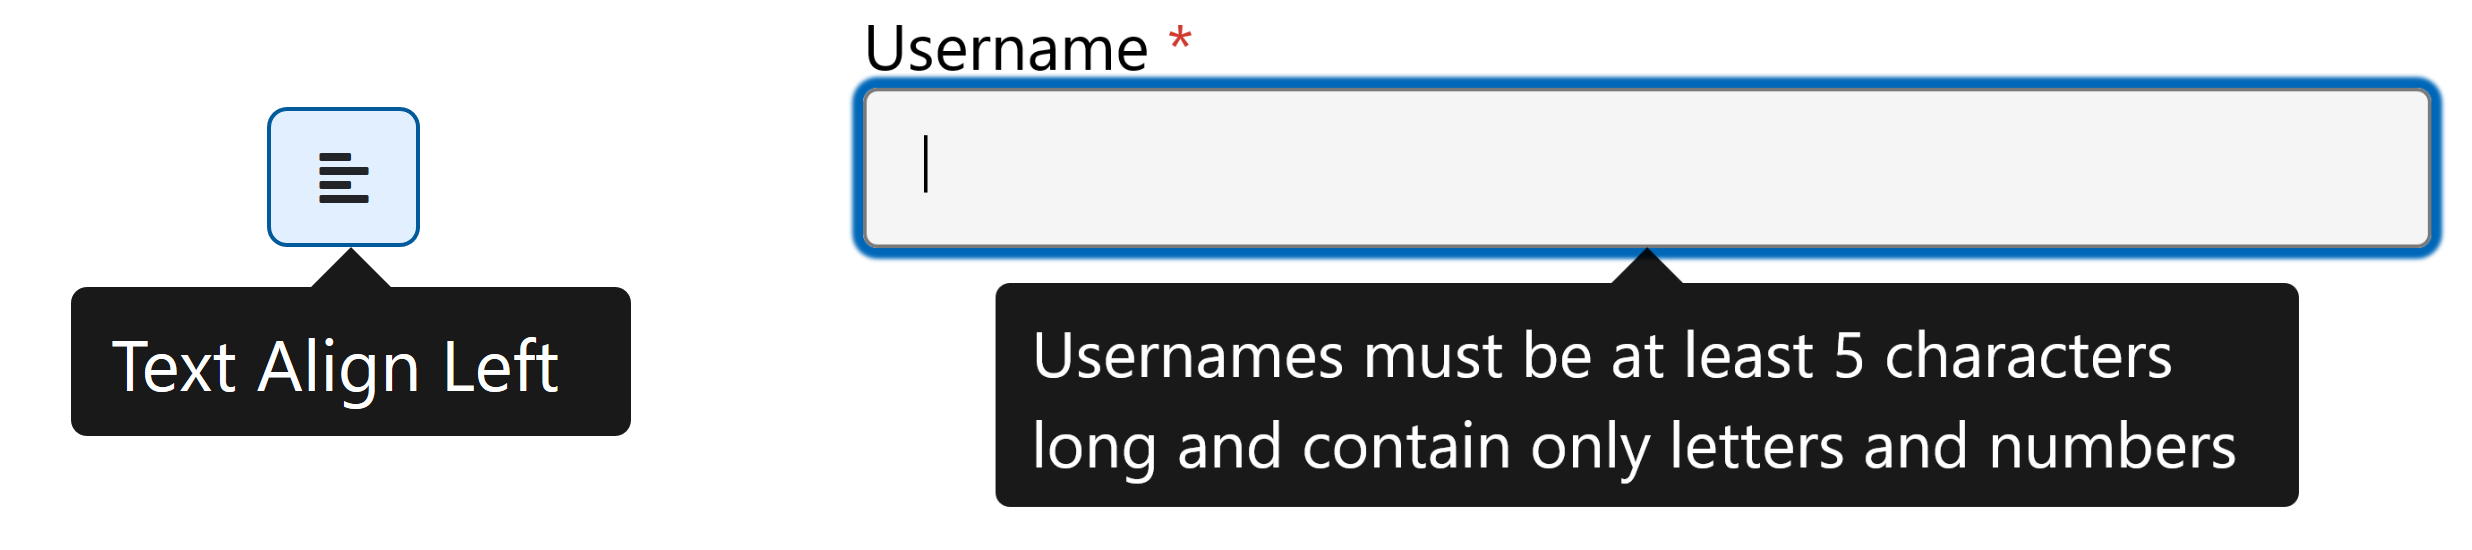 Username *
Text Align Left
Usernames must be at least 5 characters
long and contain only letters and numbers